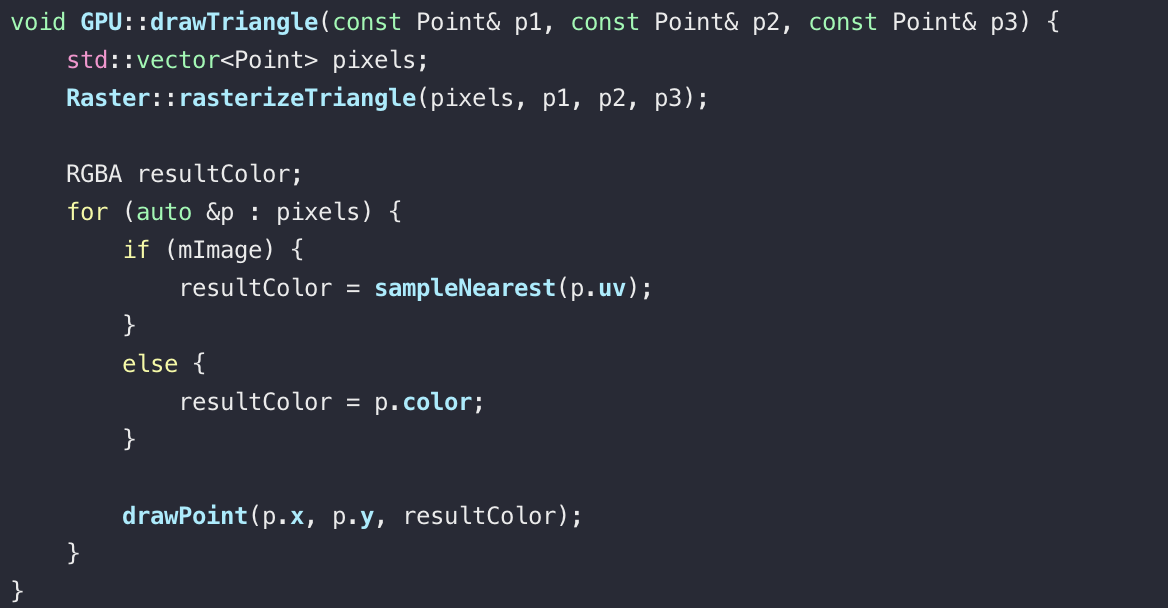 void GPU::drawTriangle(const Point& p1, const Point& p2, const Point& p3) {
    std::vector<Point> pixels;
    Raster::rasterizeTriangle(pixels, p1, p2, p3);

    RGBA resultColor;
    for (auto &p : pixels) {
        if (mImage) {
            resultColor = sampleNearest(p.uv);
        }
        else {
            resultColor = p.color;
        }

        drawPoint(p.x, p.y, resultColor);
    }
}